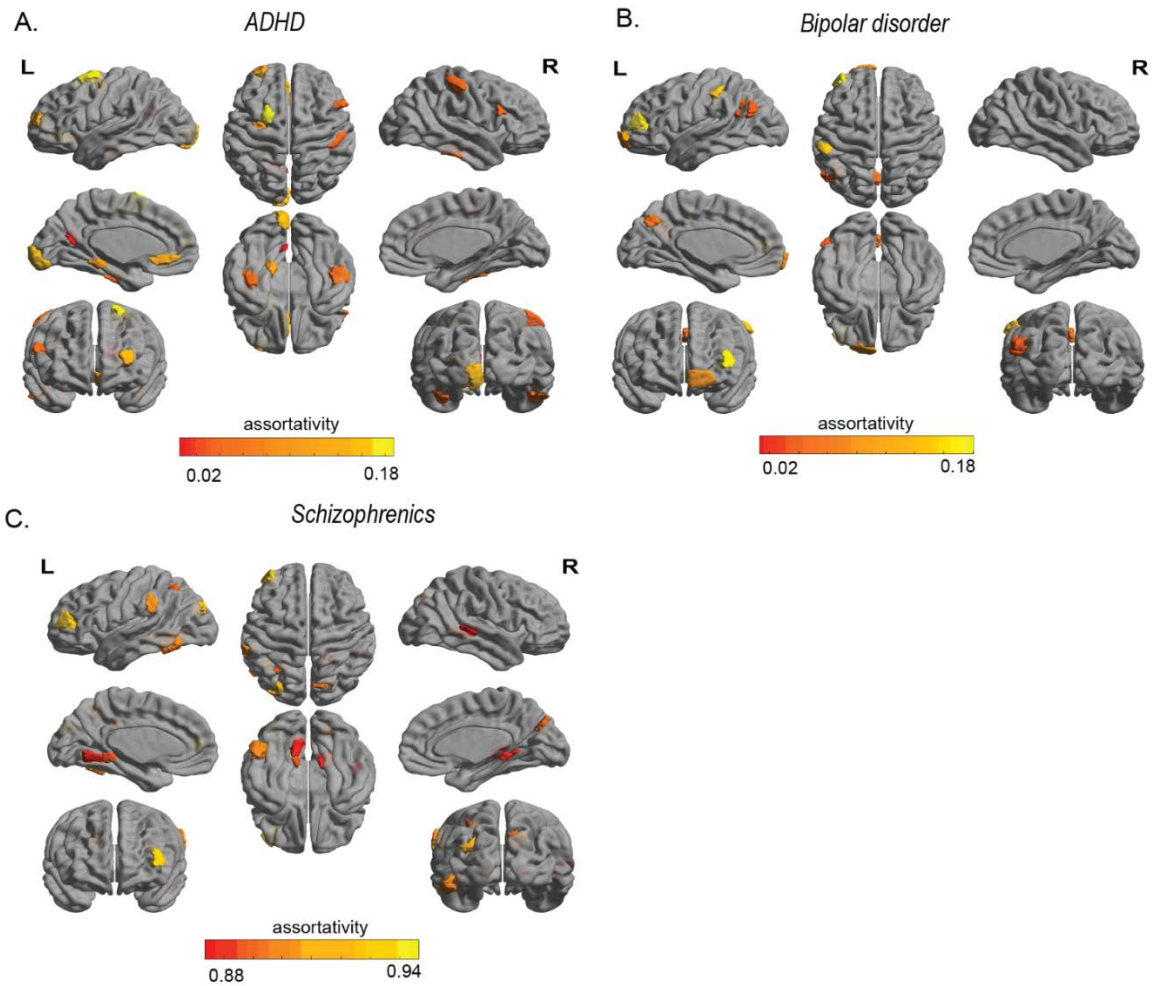 A.
ADHD
L
R
assortativity
0.02
0.18
B.
Bipolar disorder
L
R
assortativity
0.02
0.18
C.
Schizophrenics
L
R
assortativity
0.88
0.94